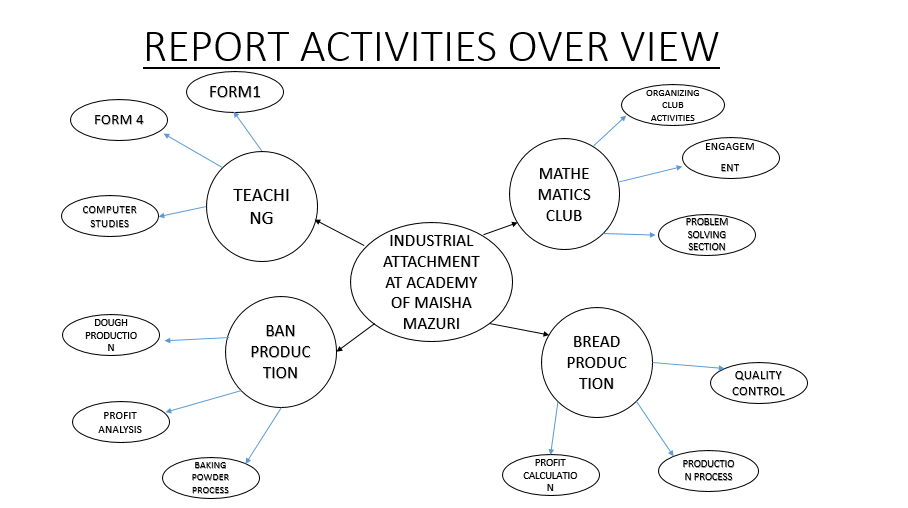 REPORT ACTIVITIES OVER VIEW
FORM1
FORM 4
COMPUTER
STUDIES
TEACHI
NG
ORGANIZING
CLUB
ACTIVITIES
ENGAGEM
ENT
PROBLEM
SOLVING
SECTION
MATHE
MATICS
CLUB
INDUSTRIAL
ATTACHMENT
AT ACADEMY
OF MAISHA
MAZURI
DOUGH
PRODUCTIO
N
PROFIT
ANALYSIS
BAKING
POWDER
PROCESS
BAN
PRODUC
TION
BREAD
PRODUC
TION
QUALITY
CONTROL
PROFIT
CALCULATIO
N
PRODUCTIO
N PROCESS